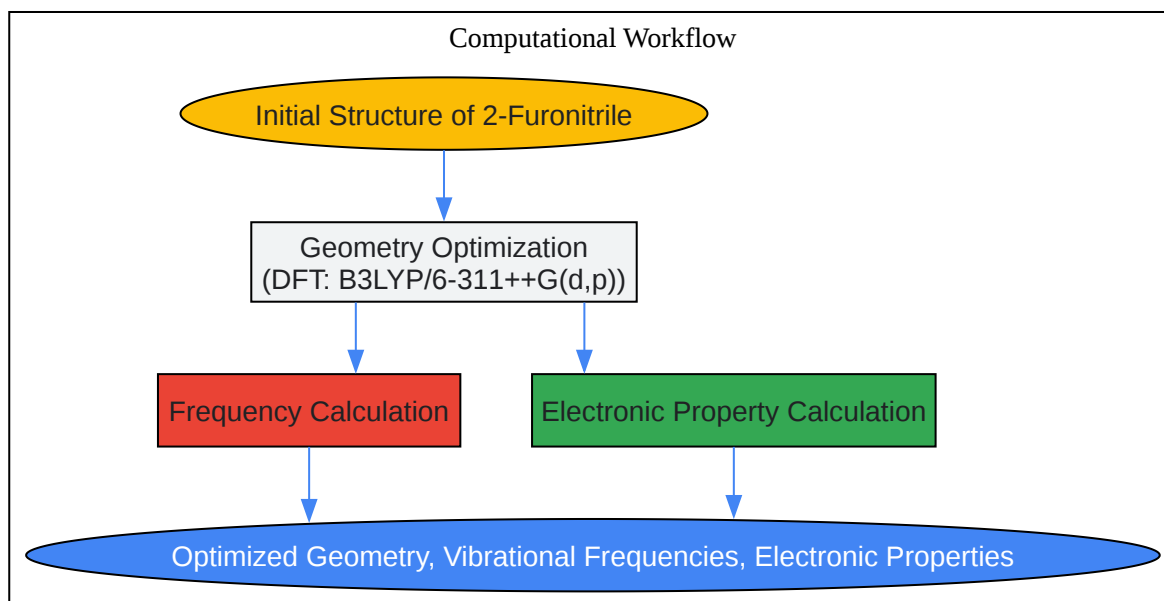 Computational Workflow
Initial Structure of 2-Furonitrile
Geometry Optimization
(DFT: B3LYP/6-311++G(d,p))
Frequency Calculation
Electronic Property Calculation
Optimized Geometry, Vibrational Frequencies, Electronic Properties